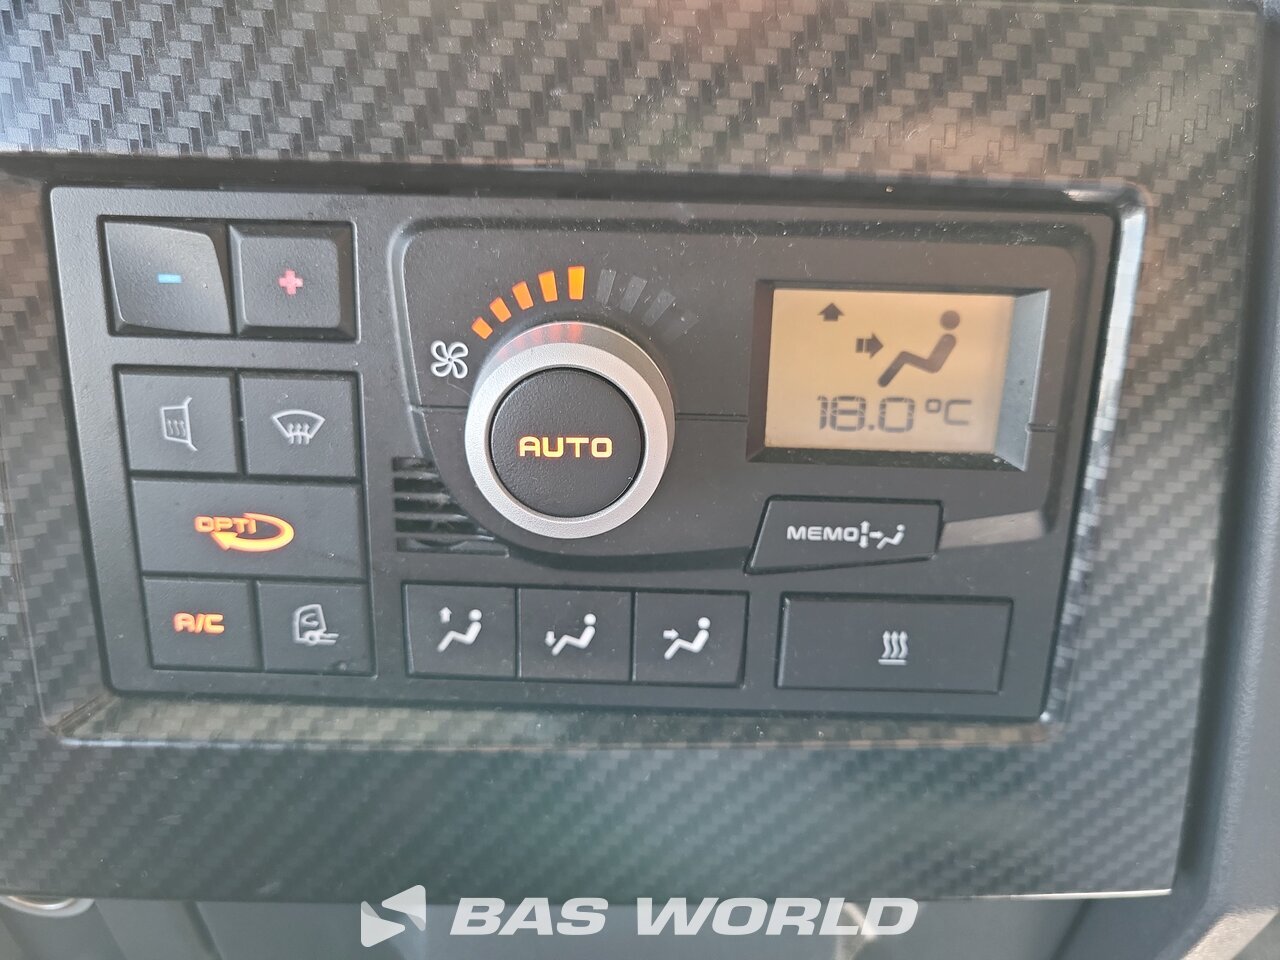 AUTO
18.0 °C
MEMO
OPTI
A/C
BAS WORLD